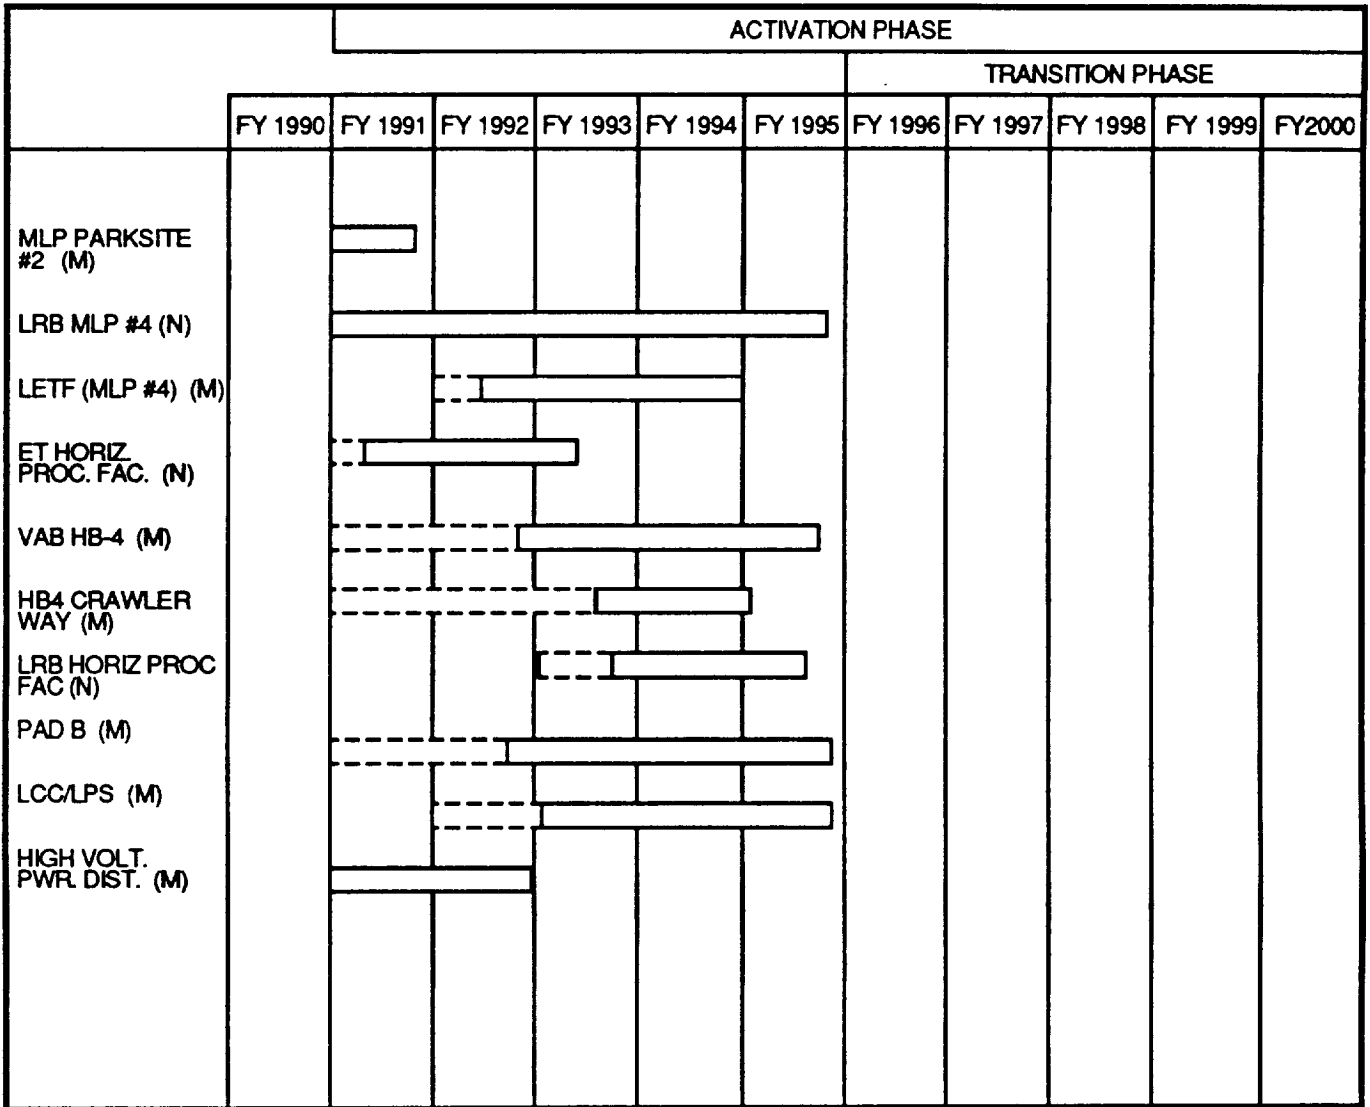 ACTIVATION PHASE
TRANSITION PHASE
FY 1990 FY 1991 FY 1992 FY 1993 FY 1994 FY 1995 FY 1996 FY 1997 FY 1998 FY 1999 FY2000
MLP PARKSITE
#2 (M)
LRB MLP #4 (N)
LETF (MLP #4) (M)
ET HORIZ.
PROC. FAC. (N)
VAB HB-4 (M)
HB4 CRAWLER
WAY (M)
LRB HORIZ PROC
FAC (N)
PAD B (M)
LCC/LPS (M)
HIGH VOLT.
PWR. DIST. (M)